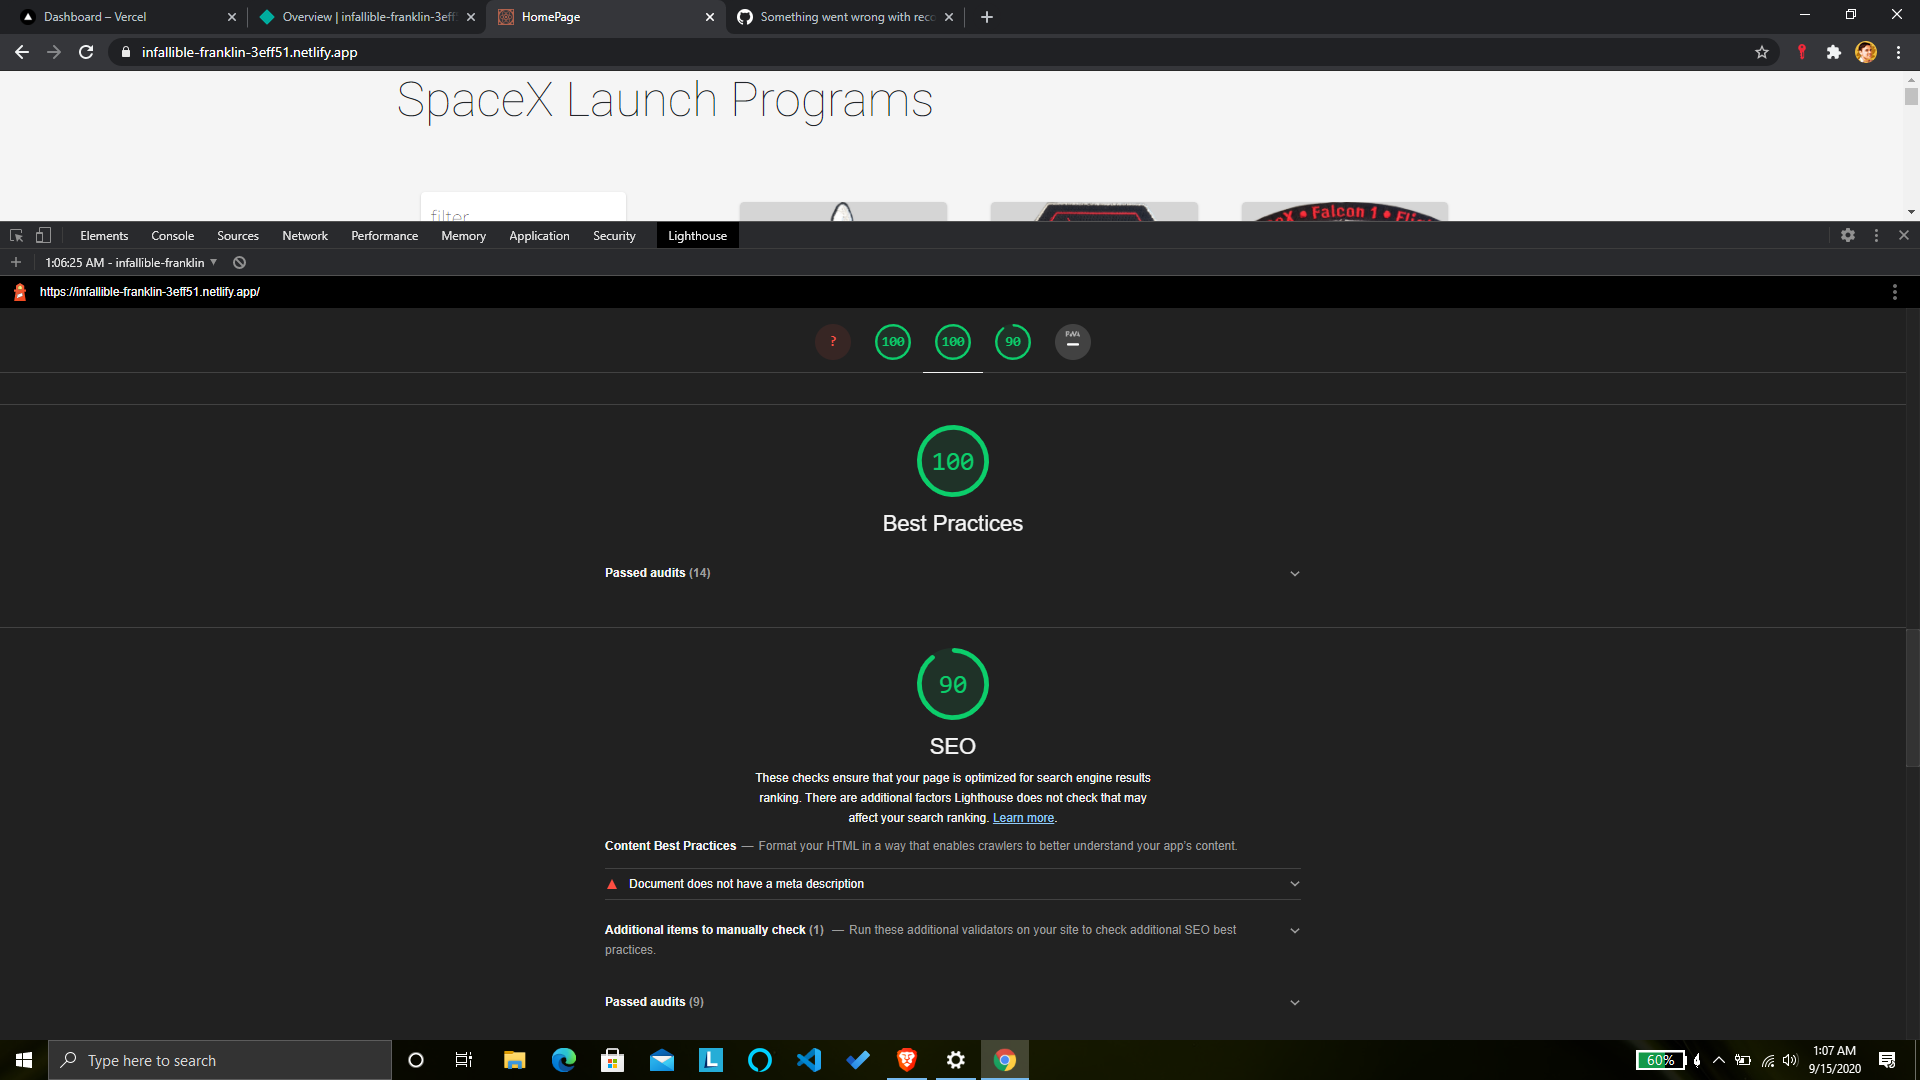 Dashboard – Vercel
Overview | infallible-franklin-3eff5
HomePage
Something went wrong with reco
infallible-franklin-3eff51.netlify.app
SpaceX Launch Programs
filter
Falcon 1
Elements Console Sources Network Performance Memory Application Security Lighthouse
1:06:25 AM - infallible-franklin
https://infallible-franklin-3eff51.netlify.app/
? 100 100 90 PWA
100
Best Practices
Passed audits (14)
90
SEO
These checks ensure that your page is optimized for search engine results
ranking. There are additional factors Lighthouse does not check that may
affect your search ranking. Learn more.
Content Best Practices — Format your HTML in a way that enables crawlers to better understand your app's content.
Document does not have a meta description
Additional items to manually check (1) — Run these additional validators on your site to check additional SEO best
practices.
Passed audits (9)
Type here to search
L
60%
1:07 AM
9/15/2020